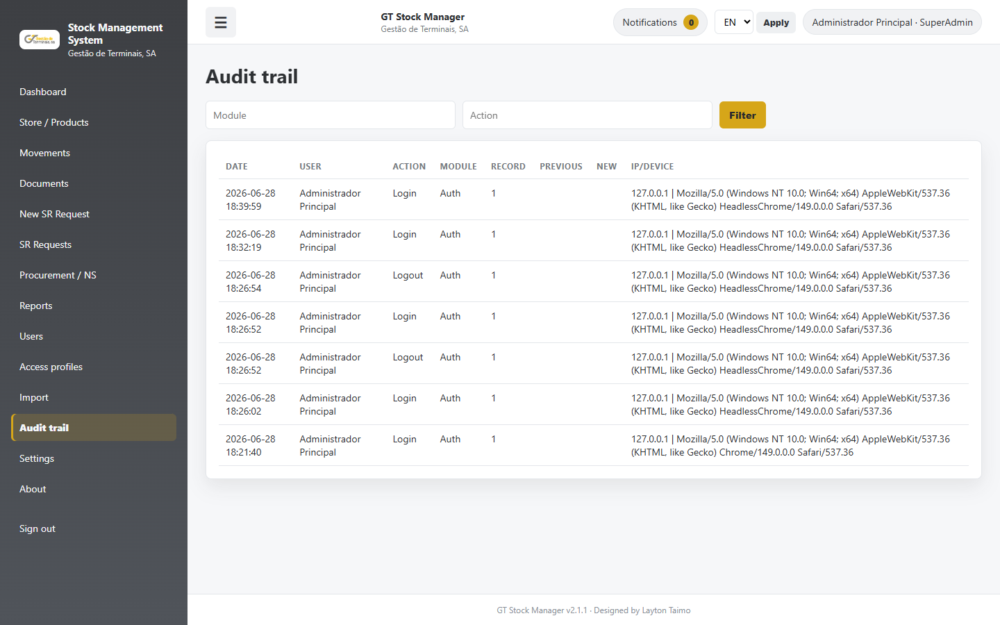 Gestão de
Terminais, SA
Stock Management
System
Gestão de Terminais, SA
Dashboard
Store / Products
Movements
Documents
New SR Request
SR Requests
Procurement / NS
Reports
Users
Access profiles
Import
Audit trail
Settings
About
Sign out
☰
GT Stock Manager
Gestão de Terminais, SA
Notifications 0
EN
Apply
Administrador Principal · SuperAdmin
Audit trail
Module
Action
Filter
DATE USER ACTION MODULE RECORD PREVIOUS NEW IP/DEVICE
2026-06-28 Administrador Login Auth 1 127.0.0.1 | Mozilla/5.0 (Windows NT 10.0; Win64; x64) AppleWebKit/537.36
18:39:59 Principal (KHTML, like Gecko) HeadlessChrome/149.0.0.0 Safari/537.36
2026-06-28 Administrador Login Auth 1 127.0.0.1 | Mozilla/5.0 (Windows NT 10.0; Win64; x64) AppleWebKit/537.36
18:32:19 Principal (KHTML, like Gecko) HeadlessChrome/149.0.0.0 Safari/537.36
2026-06-28 Administrador Logout Auth 1 127.0.0.1 | Mozilla/5.0 (Windows NT 10.0; Win64; x64) AppleWebKit/537.36
18:26:54 Principal (KHTML, like Gecko) HeadlessChrome/149.0.0.0 Safari/537.36
2026-06-28 Administrador Login Auth 1 127.0.0.1 | Mozilla/5.0 (Windows NT 10.0; Win64; x64) AppleWebKit/537.36
18:26:52 Principal (KHTML, like Gecko) HeadlessChrome/149.0.0.0 Safari/537.36
2026-06-28 Administrador Logout Auth 1 127.0.0.1 | Mozilla/5.0 (Windows NT 10.0; Win64; x64) AppleWebKit/537.36
18:26:52 Principal (KHTML, like Gecko) HeadlessChrome/149.0.0.0 Safari/537.36
2026-06-28 Administrador Login Auth 1 127.0.0.1 | Mozilla/5.0 (Windows NT 10.0; Win64; x64) AppleWebKit/537.36
18:26:02 Principal (KHTML, like Gecko) HeadlessChrome/149.0.0.0 Safari/537.36
2026-06-28 Administrador Login Auth 1 127.0.0.1 | Mozilla/5.0 (Windows NT 10.0; Win64; x64) AppleWebKit/537.36
18:21:40 Principal (KHTML, like Gecko) Chrome/149.0.0.0 Safari/537.36
GT Stock Manager v2.1.1 · Designed by Layton Taimo